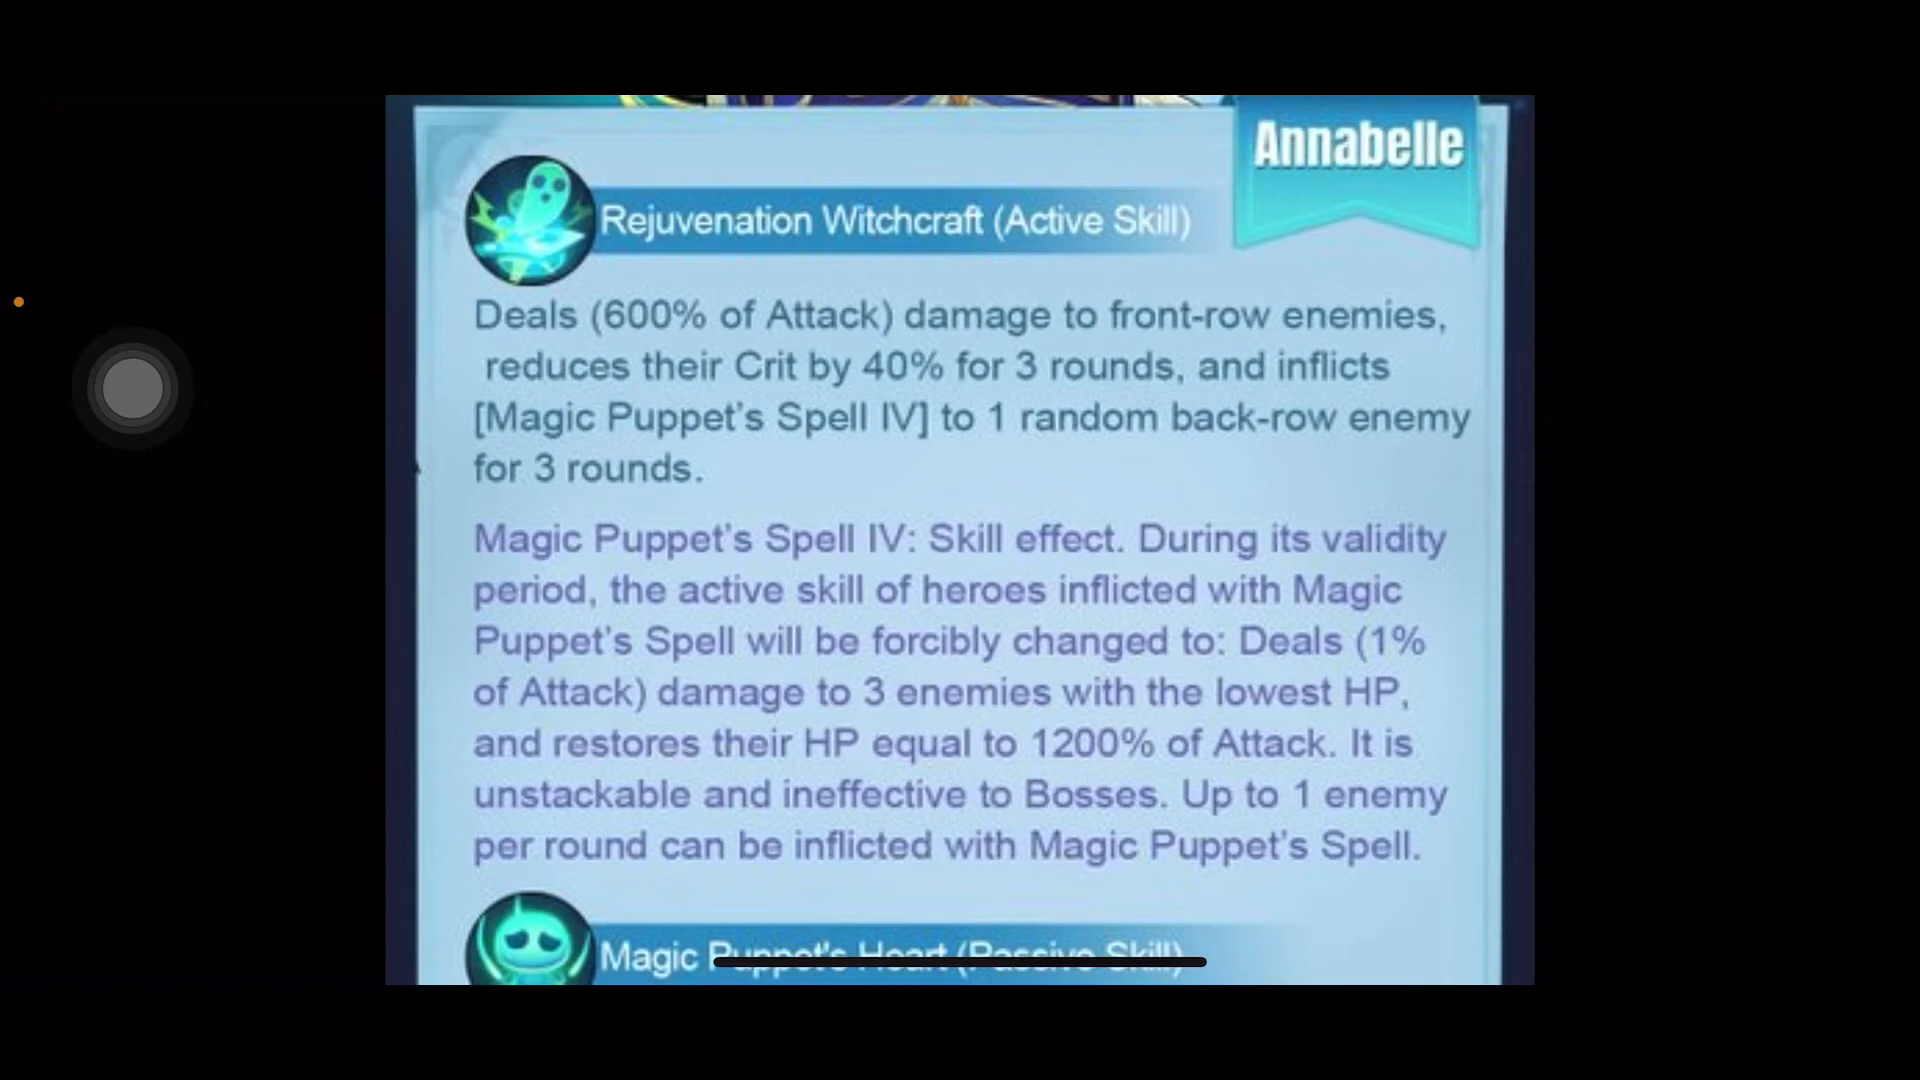 Annabelle
Rejuvenation Witchcraft (Active Skill)
Deals (600% of Attack) damage to front-row enemies,
reduces their Crit by 40% for 3 rounds, and inflicts
[Magic Puppet's Spell IV] to 1 random back-row enemy
for 3 rounds.
Magic Puppet's Spell IV: Skill effect. During its validity
period, the active skill of heroes inflicted with Magic
Puppet's Spell will be forcibly changed to: Deals (1%
of Attack) damage to 3 enemies with the lowest HP,
and restores their HP equal to 1200% of Attack. It is
unstackable and ineffective to Bosses. Up to 1 enemy
per round can be inflicted with Magic Puppet's Spell.
Magic Puppet's Heart (Passive Skill)